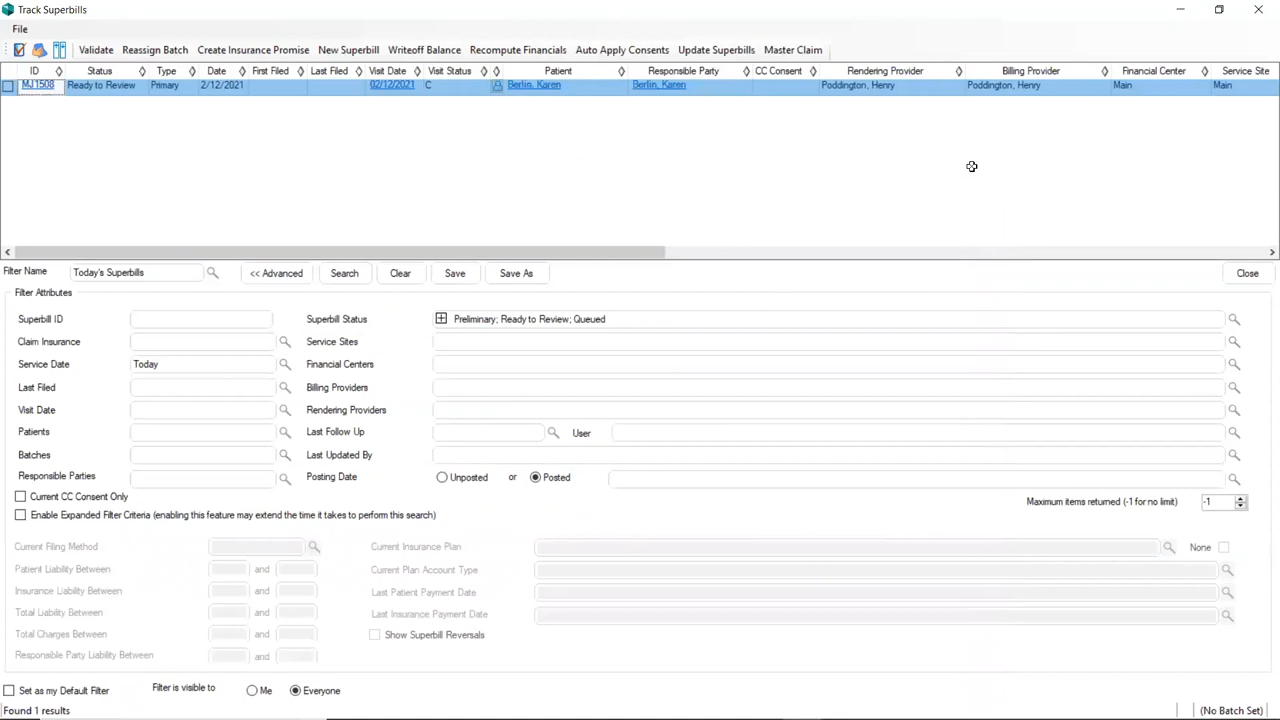 Track Superbills
File
Validate Reassign Batch Create Insurance Promise New Superbill Writeoff Balance Recompute Financials Auto Apply Consents Update Superbills Master Claim
ID Status Type Date First Filed Last Filed Visit Date Visit Status Patient Responsible Party CC Consent Rendering Provider Billing Provider Financial Center Service Site
MJ1508 Ready to Review Primary 2/12/2021 02/12/2021 C Berlin, Karen Berlin, Karen Poddington, Henry Poddington, Henry Main Main
Filter Name Today's Superbills << Advanced Search Clear Save Save As Close
Filter Attributes
Superbill ID Superbill Status Preliminary; Ready to Review; Queued
Claim Insurance Service Sites
Service Date Today Financial Centers
Last Filed Billing Providers
Visit Date Rendering Providers
Patients Last Follow Up User
Batches Last Updated By
Responsible Parties Posting Date Unposted or Posted
Current CC Consent Only Maximum items returned (-1 for no limit) -1
Enable Expanded Filter Criteria (enabling this feature may extend the time it takes to perform this search)
Current Filing Method Current Insurance Plan None
Patient Liability Between and Current Plan Account Type
Insurance Liability Between and Last Patient Payment Date
Total Liability Between and Last Insurance Payment Date
Total Charges Between and Show Superbill Reversals
Responsible Party Liability Between and
Set as my Default Filter Filter is visible to Me Everyone
Found 1 results (No Batch Set)